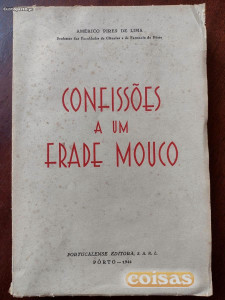 AMÉRICO PIRES DE LIMA
Professor das Faculdades de Ciências e de Farmácia do Porto
CONFISSÕES
A UM
FRADE MOUCO
PORTUCALENSE EDITORA, S. A. R. L.
PÔRTO—1944
coisas